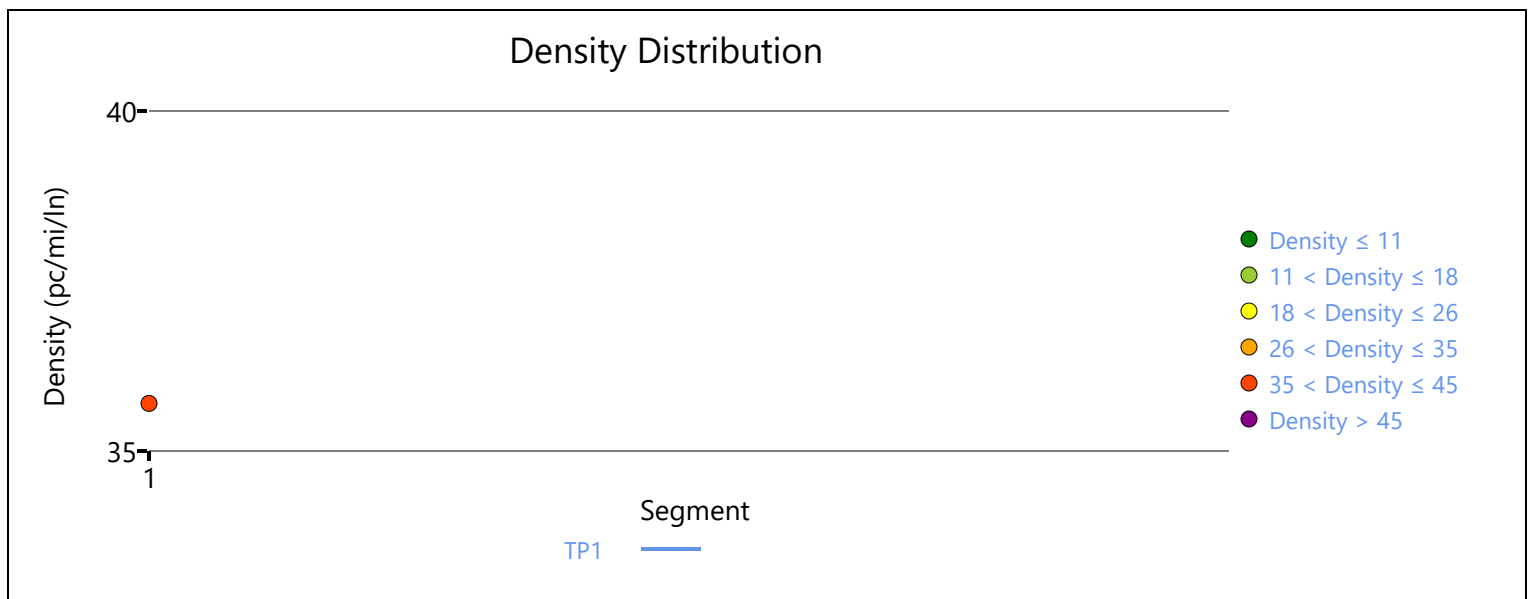 Density Distribution
40
Density (pc/mi/ln)
35
1
Segment
TP1
Density ≤ 11
11 < Density ≤ 18
18 < Density ≤ 26
26 < Density ≤ 35
35 < Density ≤ 45
Density > 45